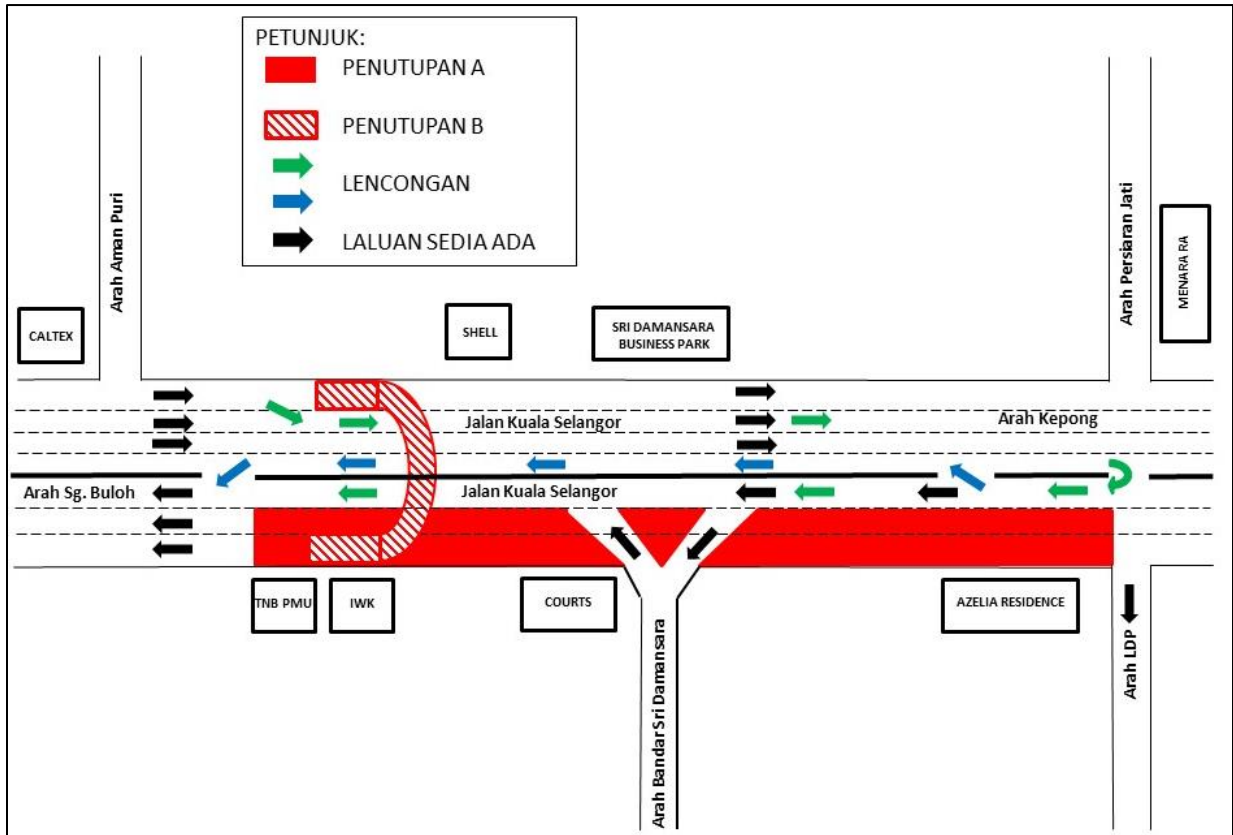 PETUNJUK:
PENUTUPAN A
PENUTUPAN B
LENCONGAN
LALUAN SEDIA ADA
Arah Aman Puri
Arah Persiaran Jati
MENARA RA
CALTEX
SHELL
SRI DAMANSARA
BUSINESS PARK
Jalan Kuala Selangor
Arah Kepong
Arah Sg. Buloh
Jalan Kuala Selangor
TNB PMU
IWK
COURTS
AZELIA RESIDENCE
Arah Bandar Sri Damansara
Arah LDP